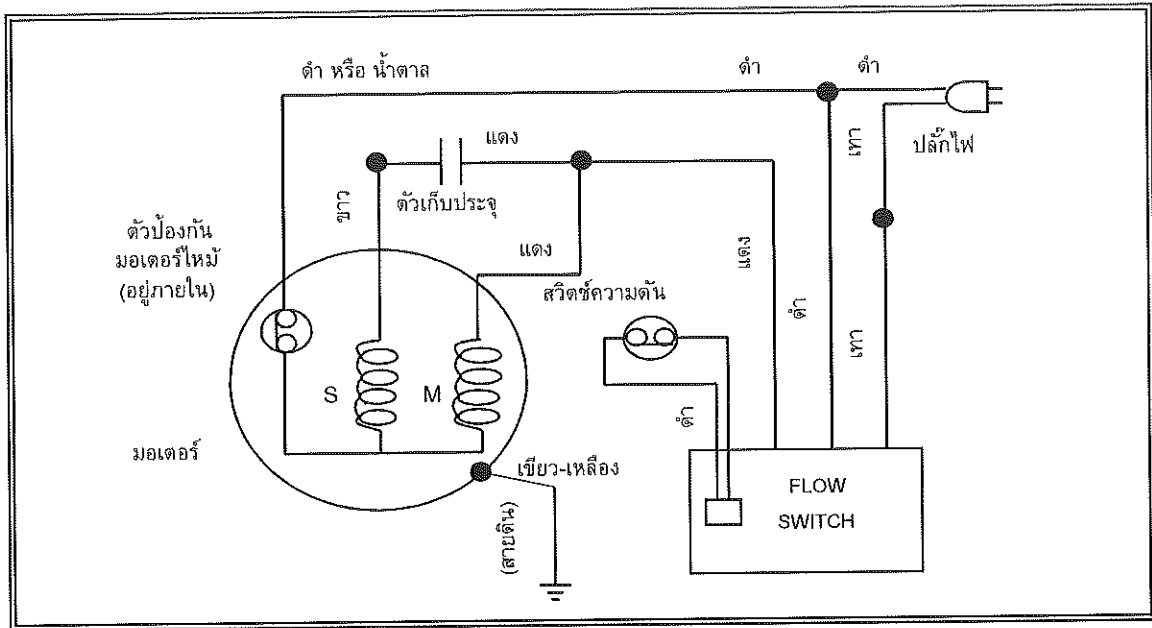 ดำ หรือ น้ำตาล
ดำ
ดำ
ปลั๊กไฟ
เทา
แดง
ขาว
ตัวเก็บประจุ
ตัวป้องกัน
มอเตอร์ไหม้
(อยู่ภายใน)
แดง
สวิตช์ความดัน
แดง
ดำ
เทา
S
M
ดำ
มอเตอร์
เขียว-เหลือง
(สายดิน)
FLOW
SWITCH